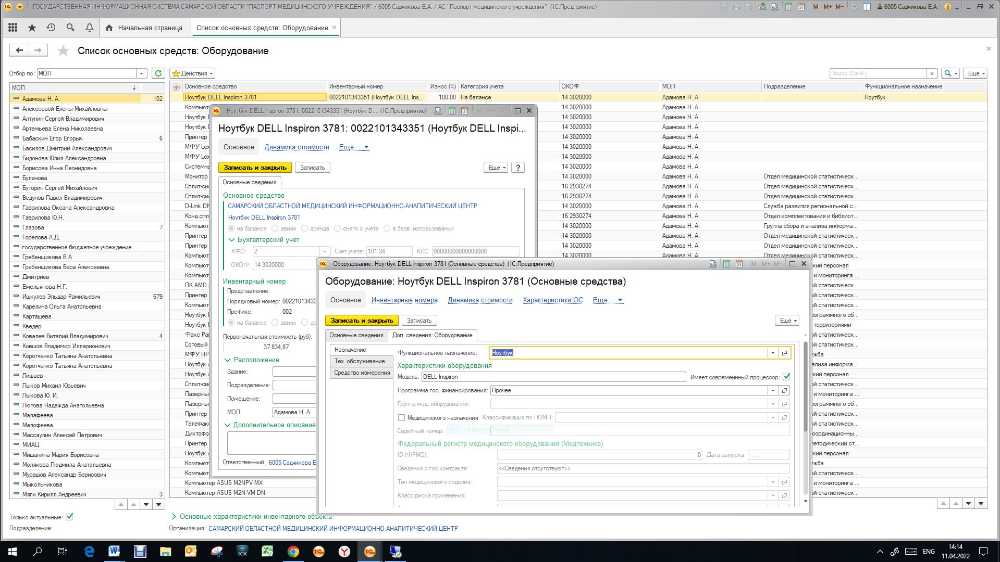 ГОСУДАРСТВЕННАЯ ИНФОРМАЦИОННАЯ СИСТЕМА САМАРСКОЙ ОБЛАСТИ "ПАСПОРТ МЕДИЦИНСКОГО УЧРЕЖДЕНИЯ" / 6005 Садчикова Е.А. / АС "Паспорт медицинского учреждения" (1С:Предприятие)
M M+ M- 6005 Садчикова Е.А.
Начальная страница
Список основных средств: Оборудование
Список основных средств: Оборудование
Отбор по: МОЛ
Действия
Поиск (Ctrl+F)
Еще
МОЛ
Адамова Н. А. 102
Алексеевой Елены Михайловны
Алтунин Сергей Владимирович
Артемьева Елена Николаевна
Бабаскин Егор Егорыч 6
Басилов Дмитрий Александрович
Бидонова Юлия Александровна
Борисова Инна Леонидовна
Буланова
Буторин Сергей Михайлович
Ведунов Павел Владимирович
Гаврилова Оксана Александровна
Гаврилова Ю.Н.
Глазова 7
Горелова А.Д.
государственное бюджетное учреждение ...
Гребенщикова В А
Гребенщикова Вера Алексеевна
Дмитриев
Емельянова Н.Г.
Ишкулов Эльдар Рамильевич 679
Карелина Ольга Анатольевна
Карташева
Кведер
Ковалев Виталий Владимирович 4
Ковшов Владимир Илларионович
Коротченко Татьяна Анатольевна
Коротченко Татьяна Анатольевна
Лишаев
Лыков Михаил Юрьевич
Лыкова Ю. И.
Лютова Надежда Анатольевна
Малафеева
Малофеева
Массаулин Алексей Петрович
МИАЦ
Мишанина Мария Борисовна
Молякова Людмила Анатольевна
Мурашов Александр Борисович
Мыкольникова
Мяги Кирилл Андреевич 3
Только актуальные:
Подразделение:
Основное средство Инвентарный номер Износ (%) Категория учета ОКОФ МОЛ Подразделение Функциональное назначение
Ноутбук DELL Inspiron 3781 0022101343351 (Ноутбук DELL Ins... 100,00 На балансе 14 3020000 Адамова Н. А. Ноутбук
Компьют 14 3020000 Адамова Н. А.
Ноутбук 14 3020000 Адамова Н. А.
Ноутбук 14 3020000 Адамова Н. А.
Принтер 14 3020000 Адамова Н. А.
МФУ Lex 14 3020000 Адамова Н. А.
МФУ Lex 14 3020000 Адамова Н. А.
Системн 14 3020000 Адамова Н. А.
Монитор 14 3020000 Адамова Н. А. Отдел медицинской статистическ...
Сплит-сис 16 2930274 Адамова Н. А. Отдел медицинской статистическ...
Сплит-сис 16 2930274 Адамова Н. А. Отдел медицинской статистическ...
D-Link DN 14 3020000 Адамова Н. А. Служба развития региональной с...
Конд.спл 16 2930274 Адамова Н. А. Отдел комплектования и библиот...
Компьют 14 3020000 Адамова Н. А. Группа сбора и анализа информа...
Принтер 14 3020000 Адамова Н. А. Отдел медицинской статистическ...
Принтер 14 3020000 Адамова Н. А. Отдел медицинской статистическ...
Компьют 14 3020000 Адамова Н. А. Отдел медицинской статистическ...
Компьют кий персонал
Компьют и мониторинга ...
ПК AMD й статистическ...
Принтер й статистическ...
Компьют й статистическ...
Ноутбук ограммного об...
Ноутбук территориями
Факс Pa й статистическ...
Сотовый й статистическ...
МФУ HP жба
Ноутбук ализа информа...
Ноутбук кий персонал
Сплит-сис й статистическ...
Лазерны и мониторинга ...
Лазерны ограммного об...
Принтер й статистическ...
Телефакс й статистическ...
Диктофо оординационны...
Принтер етодический от...
Ноутбук кий персонал
Компьют жба
Компьют й статистическ...
Компьютер ASUS M2NPV-MX и мониторинга ...
Компьютер ASUS M2N-VM DN й статистическ...
Основные характеристики инвентарного объекта
Организация: САМАРСКИЙ ОБЛАСТНОЙ МЕДИЦИНСКИЙ ИНФОРМАЦИОННО-АНАЛИТИЧЕСКИЙ ЦЕНТР
Ноутбук DELL Inspiron 3781: 0022101343351 (Ноутбук D... (1С:Предприятие) M M+ M-
Ноутбук DELL Inspiron 3781: 0022101343351 (Ноутбук DELL Inspi...
Основное Динамика стоимости Еще...
Записать и закрыть Записать Еще ?
Основные сведения
Основное средство
САМАРСКИЙ ОБЛАСТНОЙ МЕДИЦИНСКИЙ ИНФОРМАЦИОННО-АНАЛИТИЧЕСКИЙ ЦЕНТР
Ноутбук DELL Inspiron 3781
на балансе авизо аренда снято с учета в безв. использовании
Бухгалтерский учет
КФО: 2 Счет учета: 101.34 КПС: 00000000000000000
ОКОФ: 14 3020000
Инвентарный номер
Представление:
Порядковый номер: 0022101343
Префикс: 002
на балансе авизо ар
Первоначальная стоимость (руб):
37 834,87
Расположение
Здание:
Подразделение:
Помещение:
МОЛ: Адамова Н. А.
Дополнительное описание
Ответственный: 6005 Садчикова Е
Оборудование: Ноутбук DELL Inspiron 3781 (Основные средства) (1С:Предприятие) M M+ M-
Оборудование: Ноутбук DELL Inspiron 3781 (Основные средства)
Основное Инвентарные номера Динамика стоимости Характеристики ОС Еще...
Записать и закрыть Записать Еще
Основные сведения Доп. сведения: Оборудование
Назначение
Тех. обслуживание
Средство измерения
Функциональное назначение: Ноутбук
Характеристики оборудования
Модель: DELL Inspiron Имеет современнный процессор:
Программа гос. финансирования: Прочее
Группа мед. оборудования:
Медицинского назначения Классификация по ПОМП:
Серийный номер: Прямоугольник
Федеральный регистр медицинского оборудования (Медтехника)
ID (ФРМО): 0 Дата выпуска: . .
Сведения о гос.контракте: <<Сведения отсутствуют>>
Тип медицинского изделия:
Класс риска применения:
3CX
ENG
14:14
11.04.2022